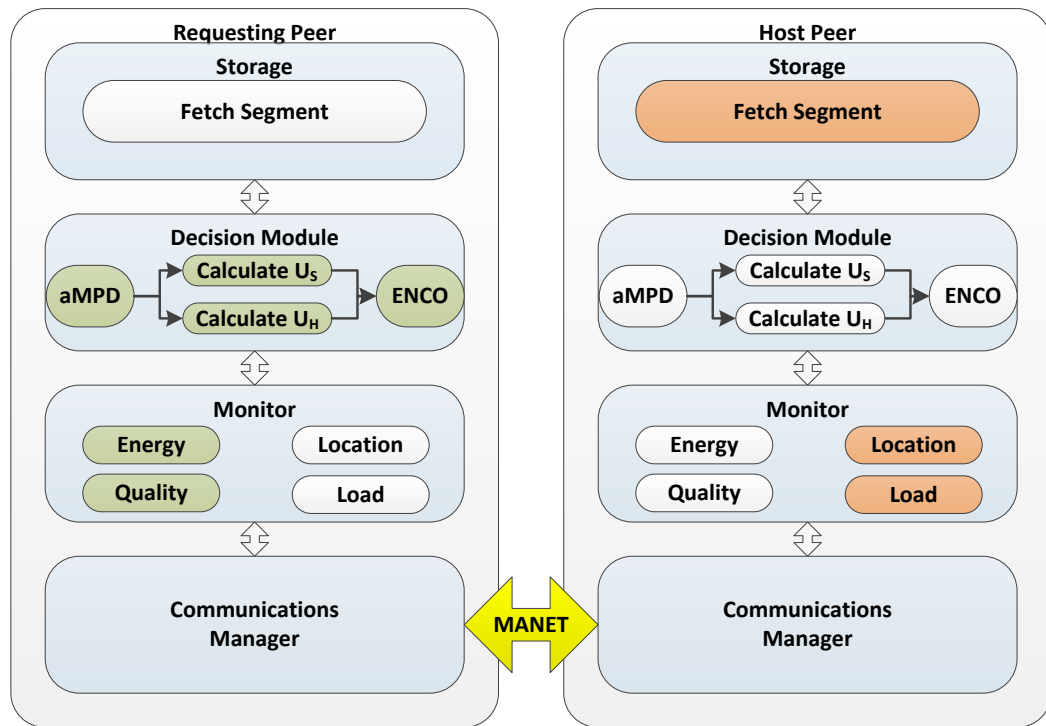 Requesting Peer
Storage
Fetch Segment
Decision Module
aMPD
Calculate US
Calculate UH
ENCO
Monitor
Energy
Location
Quality
Load
Communications
Manager
MANET
Host Peer
Storage
Fetch Segment
Decision Module
aMPD
Calculate US
Calculate UH
ENCO
Monitor
Energy
Location
Quality
Load
Communications
Manager